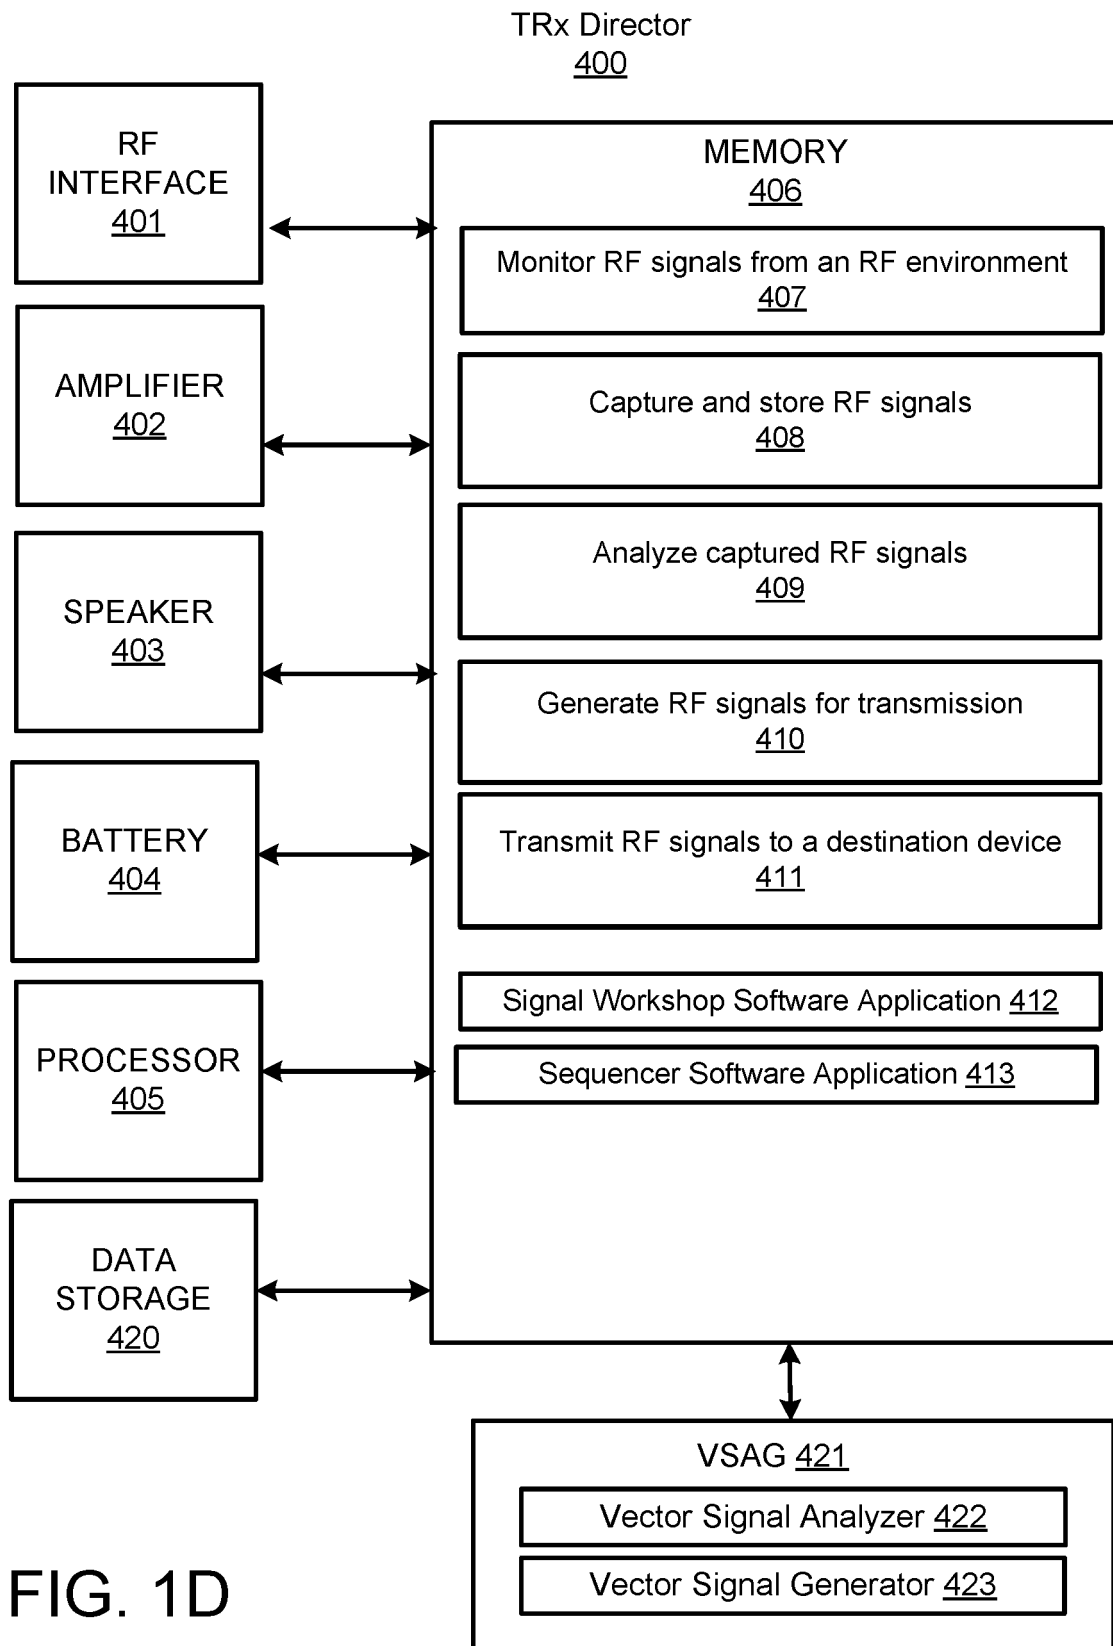 TRx Director
400
RF
INTERFACE
401
AMPLIFIER
402
SPEAKER
403
BATTERY
404
PROCESSOR
405
DATA
STORAGE
420
MEMORY
406
Monitor RF signals from an RF environment
407
Capture and store RF signals
408
Analyze captured RF signals
409
Generate RF signals for transmission
410
Transmit RF signals to a destination device
411
Signal Workshop Software Application 412
Sequencer Software Application 413
VSAG 421
Vector Signal Analyzer 422
Vector Signal Generator 423
FIG. 1D